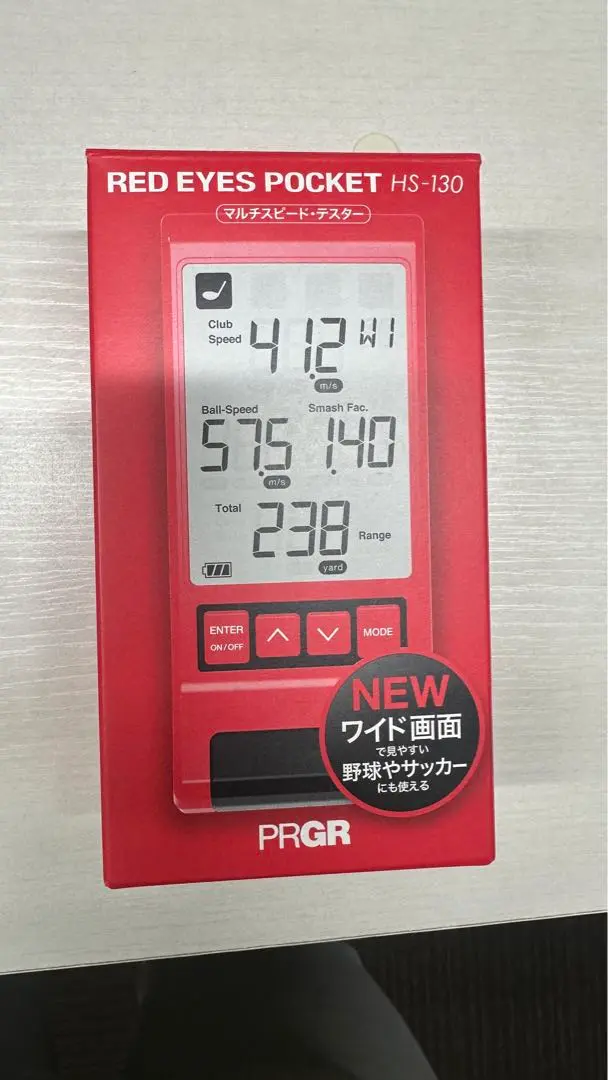 RED EYES POCKET HS-130
マルチスピード・テスター
Club
Speed
41.2 W1
m/s
Ball-Speed Smash Fac.
57.5 1.40
m/s
Total
238
Range
yard
ENTER
ON/OFF
MODE
NEW
ワイド画面
で見やすい
野球やサッカー
にも使える
PRGR